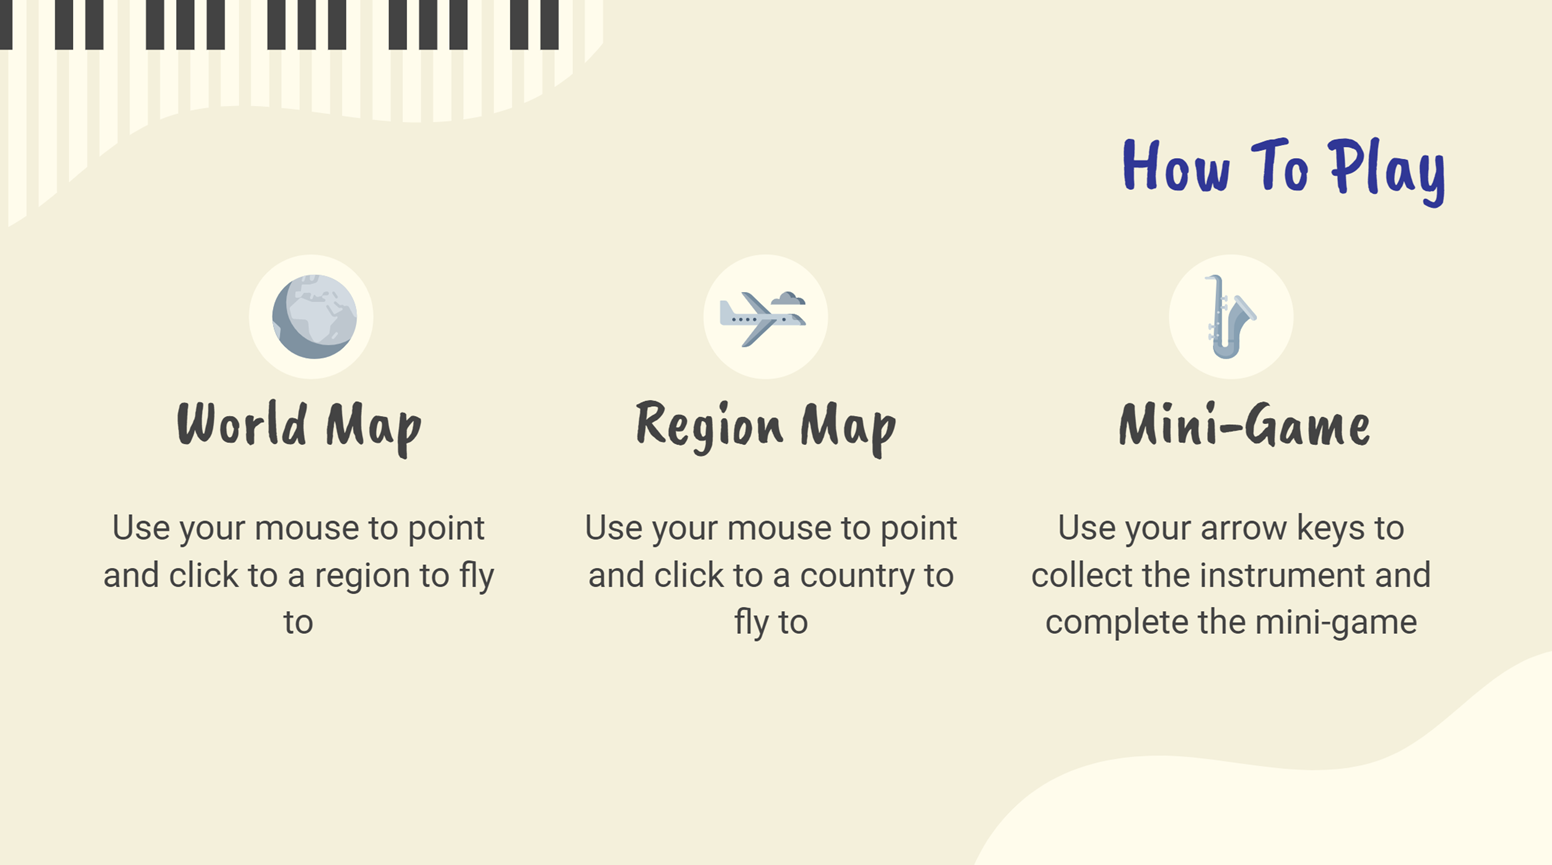 How To Play
World Map
Use your mouse to point
and click to a region to fly
to
Region Map
Use your mouse to point
and click to a country to
fly to
Mini-Game
Use your arrow keys to
collect the instrument and
complete the mini-game